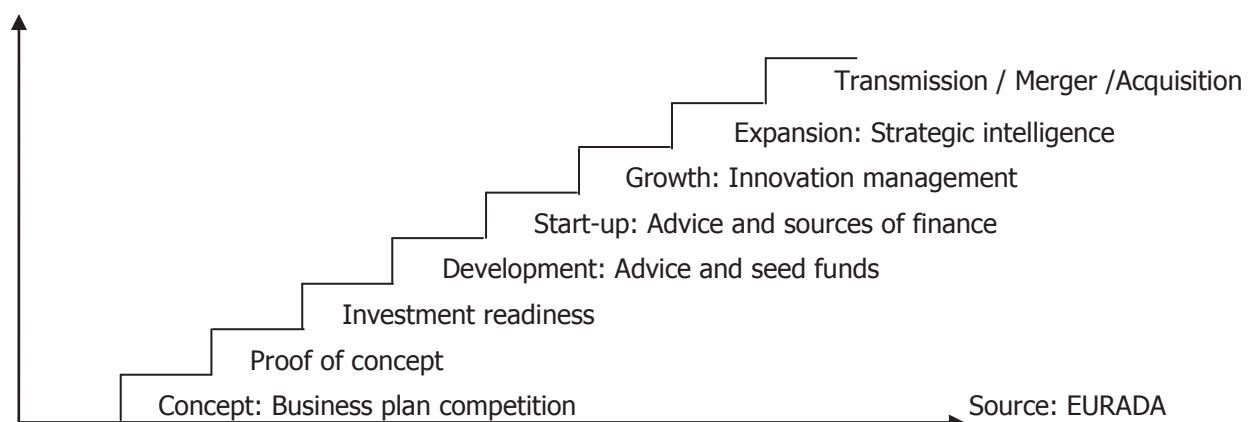 Transmission / Merger /Acquisition
Expansion: Strategic intelligence
Growth: Innovation management
Start-up: Advice and sources of finance
Development: Advice and seed funds
Investment readiness
Proof of concept
Concept: Business plan competition
Source: EURADA